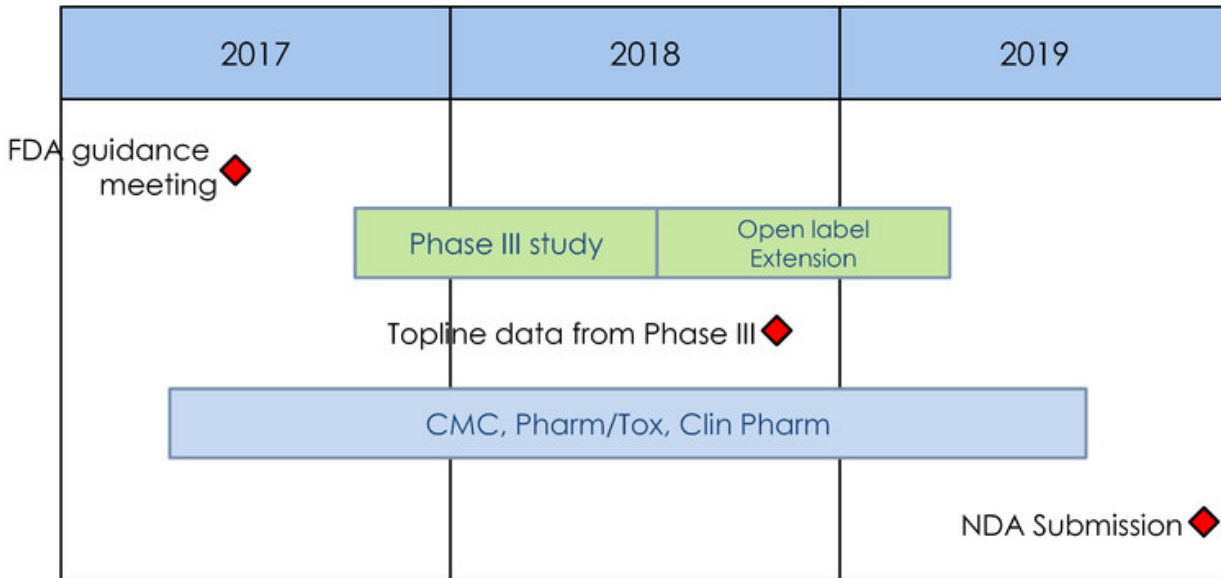 2017
2018
2019
FDA guidance
meeting
Phase III study
Open label
Extension
Topline data from Phase III
CMC, Pharm/Tox, Clin Pharm
NDA Submission